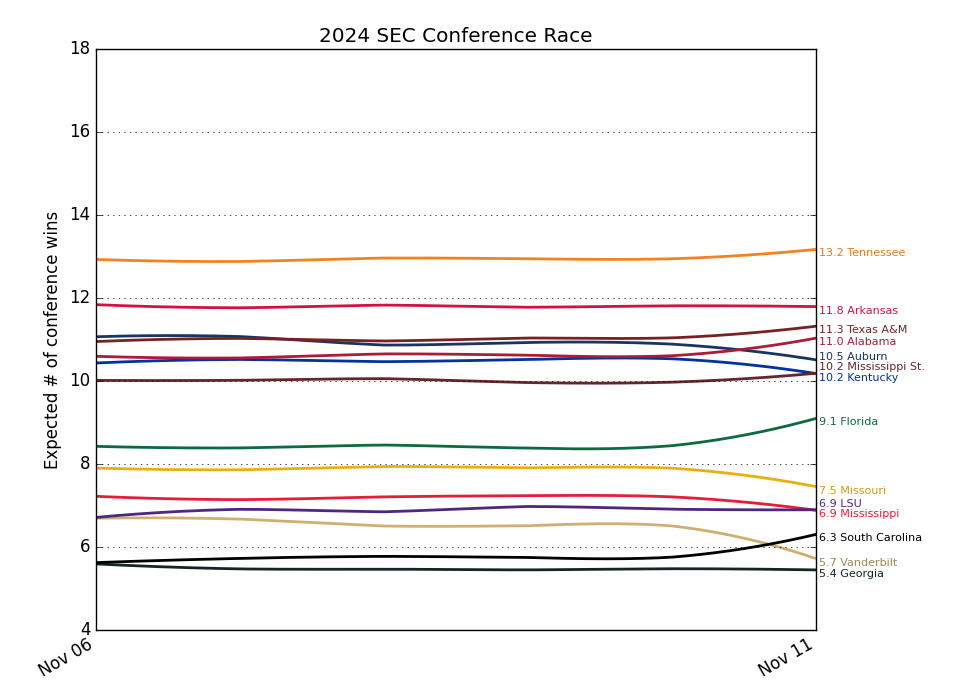 2024 SEC Conference Race
Expected # of conference wins
18
16
14
12
10
8
6
4
Nov 06
Nov 11
13.2 Tennessee
11.8 Arkansas
11.3 Texas A&M
11.0 Alabama
10.5 Auburn
10.2 Mississippi St.
10.2 Kentucky
9.1 Florida
7.5 Missouri
6.9 LSU
6.9 Mississippi
6.3 South Carolina
5.7 Vanderbilt
5.4 Georgia